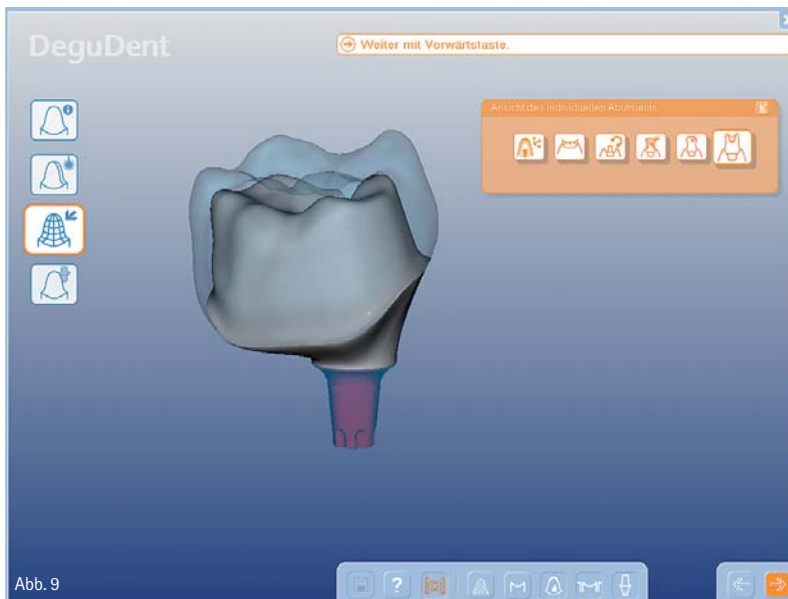 DeguDent
Weiter mit Vorwärtstaste.
Ansicht des individuellen Abutments
?
Abb. 9